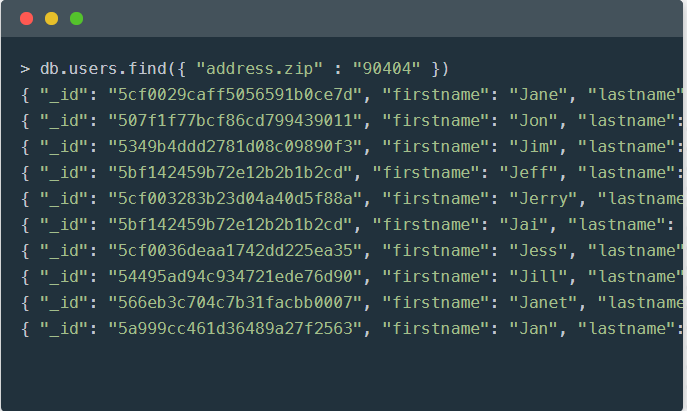 > db.users.find({ "address.zip" : "90404" })
{ "_id": "5cf0029caff5056591b0ce7d", "firstname": "Jane", "lastname"
{ "_id": "507f1f77bcf86cd799439011", "firstname": "Jon", "lastname":
{ "_id": "5349b4ddd2781d08c09890f3", "firstname": "Jim", "lastname":
{ "_id": "5bf142459b72e12b2b1b2cd", "firstname": "Jeff", "lastname":
{ "_id": "5cf003283b23d04a40d5f88a", "firstname": "Jerry", "lastname
{ "_id": "5bf142459b72e12b2b1b2cd", "firstname": "Jai", "lastname":
{ "_id": "5cf0036deaa1742dd225ea35", "firstname": "Jess", "lastname"
{ "_id": "54495ad94c934721ede76d90", "firstname": "Jill", "lastname"
{ "_id": "566eb3c704c7b31facbb0007", "firstname": "Janet", "lastname
{ "_id": "5a999cc461d36489a27f2563", "firstname": "Jan", "lastname":